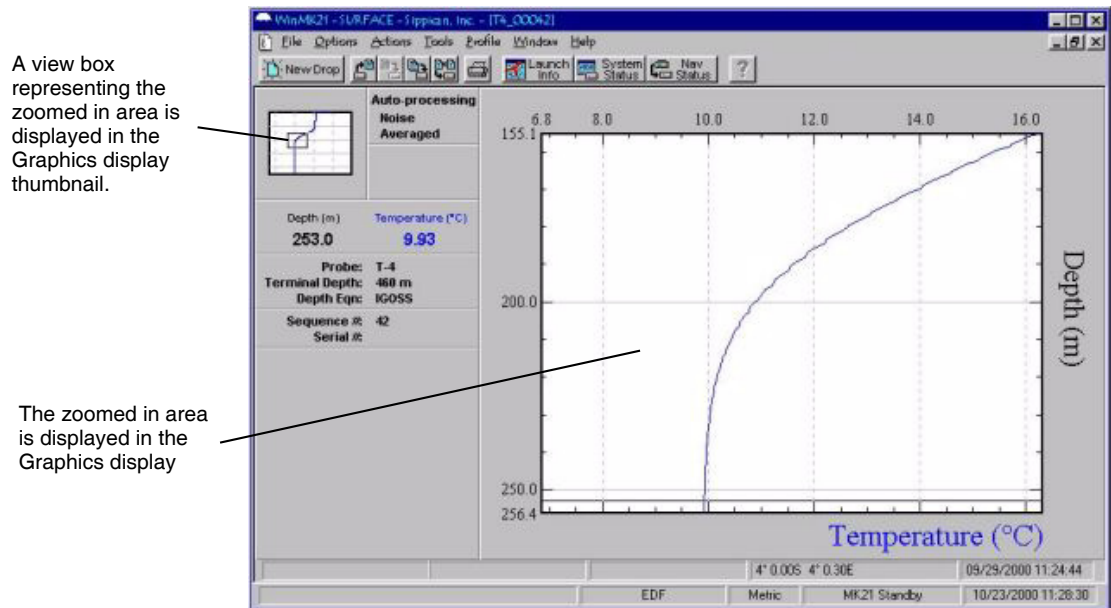 A view box
representing the
zoomed in area is
displayed in the
Graphics display
thumbnail.
The zoomed in area
is displayed in the
Graphics display
WinMK21 - SURFACE - Sippican, Inc. - [T4_00042]
File Options Actions Tools Profile Window Help
New Drop Launch Info System Status Nav Status ?
Auto-processing
Noise
Averaged
Depth (m) Temperature (°C)
253.0 9.93
Probe: T-4
Terminal Depth: 460 m
Depth Eqn: IGOSS
Sequence #: 42
Serial #:
6.8 8.0 10.0 12.0 14.0 16.0
155.1
200.0
250.0
256.4
Depth (m)
Temperature (°C)
4° 0.00S 4° 0.30E 09/29/2000 11:24:44
EDF Metric MK21 Standby 10/23/2000 11:28:30